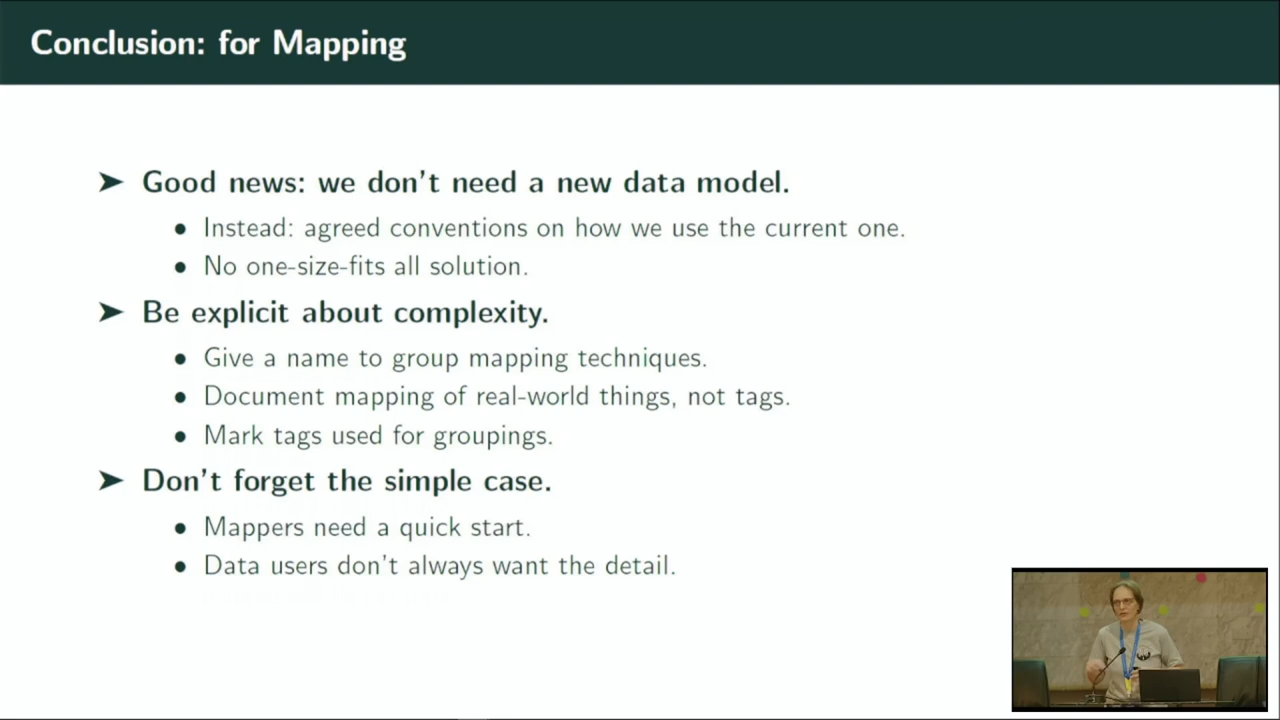 Conclusion: for Mapping
➤ Good news: we don't need a new data model.
● Instead: agreed conventions on how we use the current one.
● No one-size-fits all solution.
➤ Be explicit about complexity.
● Give a name to group mapping techniques.
● Document mapping of real-world things, not tags.
● Mark tags used for groupings.
➤ Don't forget the simple case.
● Mappers need a quick start.
● Data users don't always want the detail.